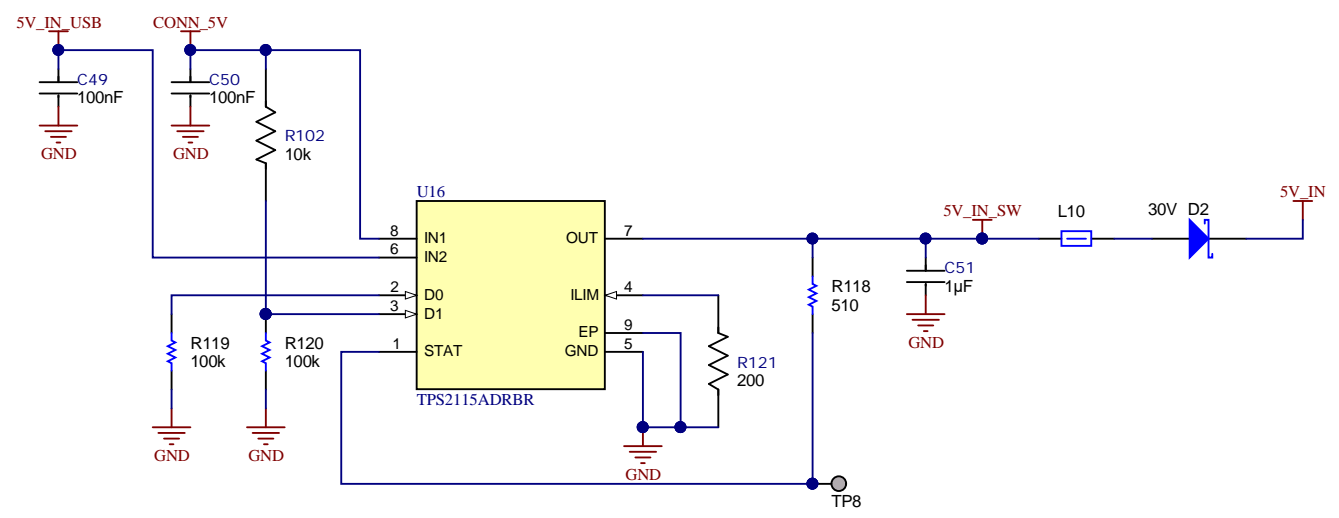 5V_IN_USB
CONN_5V
C49
100nF
GND
C50
100nF
GND
R102
10k
U16
8 IN1
6 IN2
2 D0
3 D1
1 STAT
OUT 7
ILIM 4
EP 9
GND 5
TPS2115ADRBR
R119
100k
GND
R120
100k
GND
R121
200
GND
R118
510
TP8
5V_IN_SW
C51
1µF
GND
L10
30V D2
5V_IN